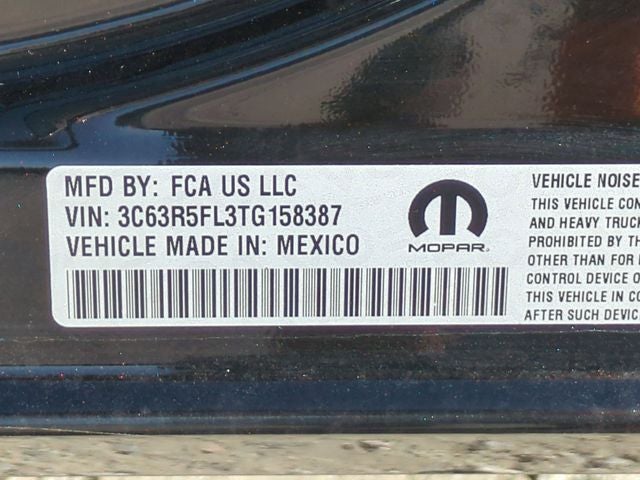 MFD BY: FCA US LLC
VIN: 3C63R5FL3TG158387
VEHICLE MADE IN: MEXICO
MOPAR
VEHICLE NOISE
THIS VEHICLE CON
AND HEAVY TRUCK
PROHIBITED BY T
OTHER THAN FOR
CONTROL DEVICE O
THIS VEHICLE IN CO
AFTER SUCH DEVIC